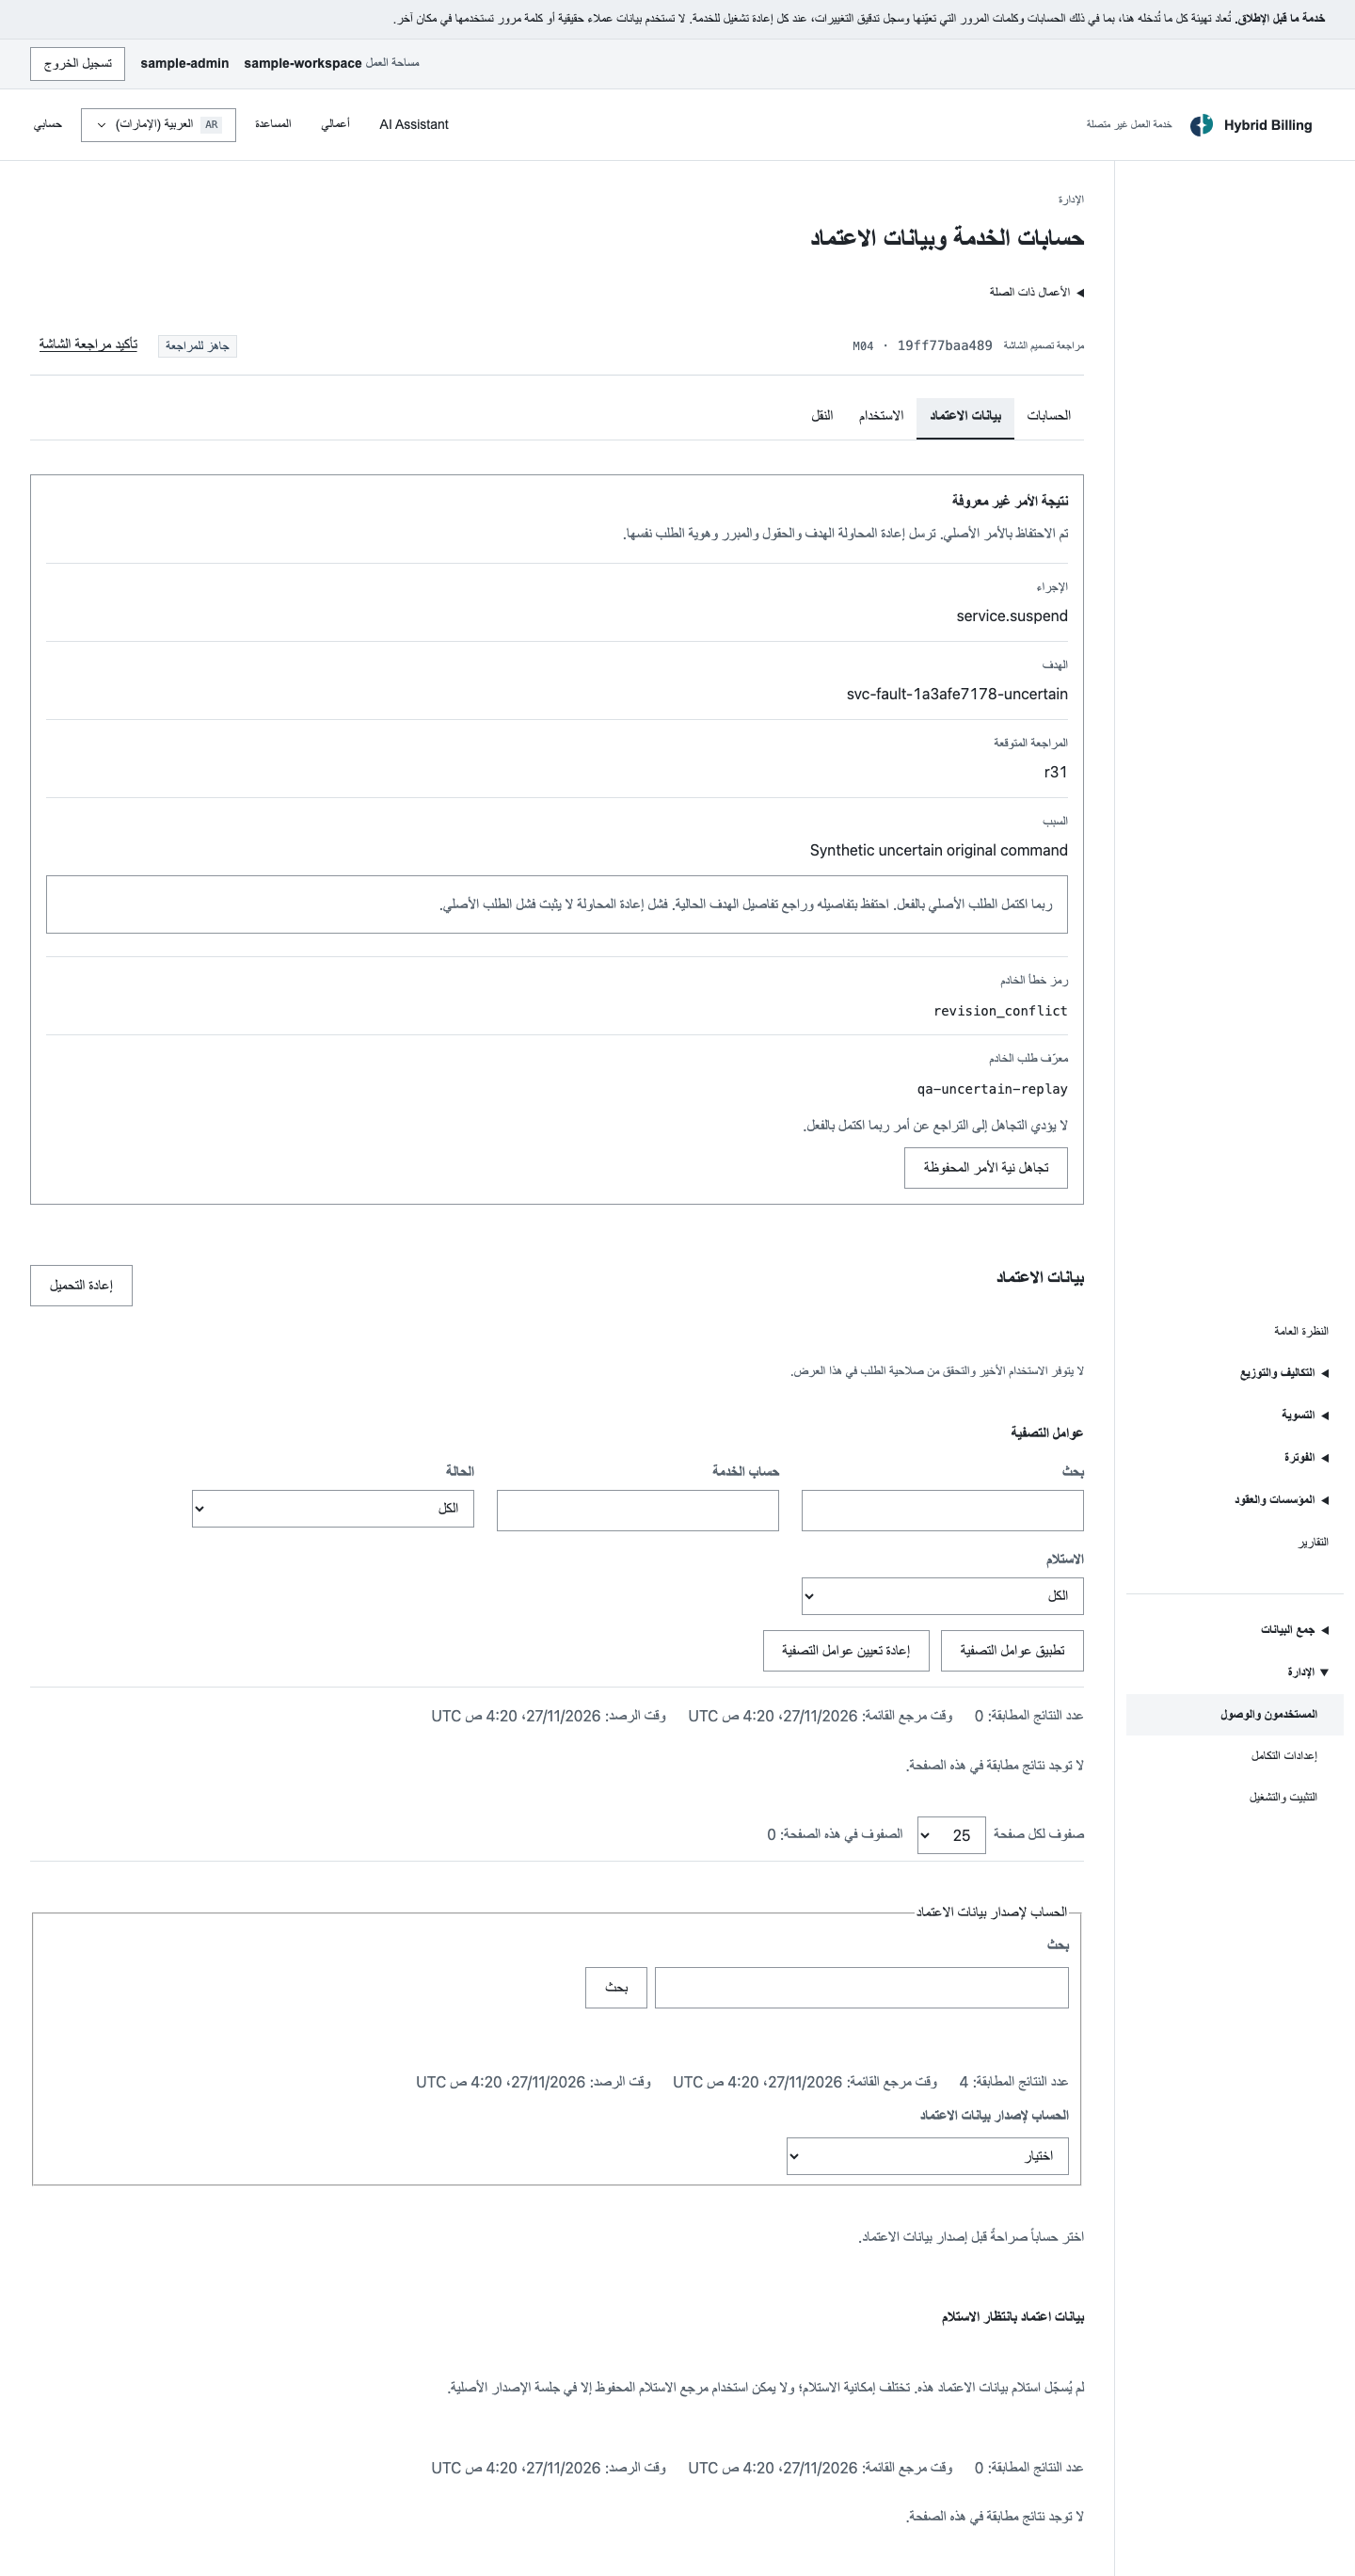 خدمة ما قبل الإطلاق. تُعاد تهيئة كل ما تُدخله هنا، بما في ذلك الحسابات وكلمات المرور التي تعيّنها وسجل تدقيق التغييرات، عند كل إعادة تشغيل للخدمة. لا تستخدم بيانات عملاء حقيقية أو كلمة مرور تستخدمها في مكان آخر.
مساحة العمل sample-workspace sample-admin تسجيل الخروج
Hybrid Billing خدمة العمل غير متصلة AI Assistant أعمالي المساعدة AR العربية (الإمارات) حسابي
الإدارة
حسابات الخدمة وبيانات الاعتماد
الأعمال ذات الصلة
مراجعة تصميم الشاشة 19ff77baa489 · M04 جاهز للمراجعة تأكيد مراجعة الشاشة
الحسابات بيانات الاعتماد الاستخدام النقل
نتيجة الأمر غير معروفة
تم الاحتفاظ بالأمر الأصلي. ترسل إعادة المحاولة الهدف والحقول والمبرر وهوية الطلب نفسها.
الإجراء
service.suspend
الهدف
svc-fault-1a3afe7178-uncertain
المراجعة المتوقعة
r31
السبب
Synthetic uncertain original command
ربما اكتمل الطلب الأصلي بالفعل. احتفظ بتفاصيله وراجع تفاصيل الهدف الحالية. فشل إعادة المحاولة لا يثبت فشل الطلب الأصلي.
رمز خطأ الخادم
revision_conflict
معرّف طلب الخادم
qa-uncertain-replay
لا يؤدي التجاهل إلى التراجع عن أمر ربما اكتمل بالفعل.
تجاهل نية الأمر المحفوظة
بيانات الاعتماد إعادة التحميل
لا يتوفر الاستخدام الأخير والتحقق من صلاحية الطلب في هذا العرض.
عوامل التصفية
بحث حساب الخدمة الحالة
الكل
الاستلام
الكل
تطبيق عوامل التصفية إعادة تعيين عوامل التصفية
عدد النتائج المطابقة: 0 وقت مرجع القائمة: 27/11/2026، 4:20 ص UTC وقت الرصد: 27/11/2026، 4:20 ص UTC
لا توجد نتائج مطابقة في هذه الصفحة.
صفوف لكل صفحة 25 الصفوف في هذه الصفحة: 0
الحساب لإصدار بيانات الاعتماد
بحث
بحث
عدد النتائج المطابقة: 4 وقت مرجع القائمة: 27/11/2026، 4:20 ص UTC وقت الرصد: 27/11/2026، 4:20 ص UTC
الحساب لإصدار بيانات الاعتماد
اختيار
اختر حساباً صراحةً قبل إصدار بيانات الاعتماد.
بيانات اعتماد بانتظار الاستلام
لم يُسجّل استلام بيانات الاعتماد هذه. تختلف إمكانية الاستلام؛ ولا يمكن استخدام مرجع الاستلام المحفوظ إلا في جلسة الإصدار الأصلية.
عدد النتائج المطابقة: 0 وقت مرجع القائمة: 27/11/2026، 4:20 ص UTC وقت الرصد: 27/11/2026، 4:20 ص UTC
لا توجد نتائج مطابقة في هذه الصفحة.
النظرة العامة
التكاليف والتوزيع
التسوية
الفوترة
المؤسسات والعقود
التقارير
جمع البيانات
الإدارة
المستخدمون والوصول
إعدادات التكامل
التثبيت والتشغيل